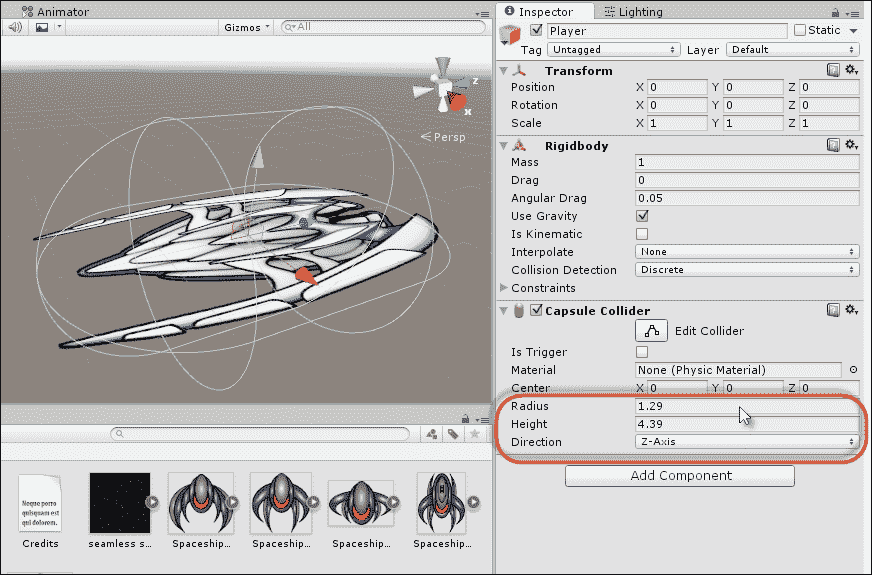 Animator
Gizmos
All
z
x
Persp
Inspector
Lighting
Player
Static
Tag Untagged Layer Default
Transform
Position X 0 Y 0 Z 0
Rotation X 0 Y 0 Z 0
Scale X 1 Y 1 Z 1
Rigidbody
Mass 1
Drag 0
Angular Drag 0.05
Use Gravity
Is Kinematic
Interpolate None
Collision Detection Discrete
Constraints
Capsule Collider
Edit Collider
Is Trigger
Material None (Physic Material)
Center X 0 Y 0 Z 0
Radius 1.29
Height 4.39
Direction Z-Axis
Add Component
Neque porro
quisquam est
qui dolorem.
Credits
seamless s...
Spaceship...
Spaceship...
Spaceship...
Spaceship...